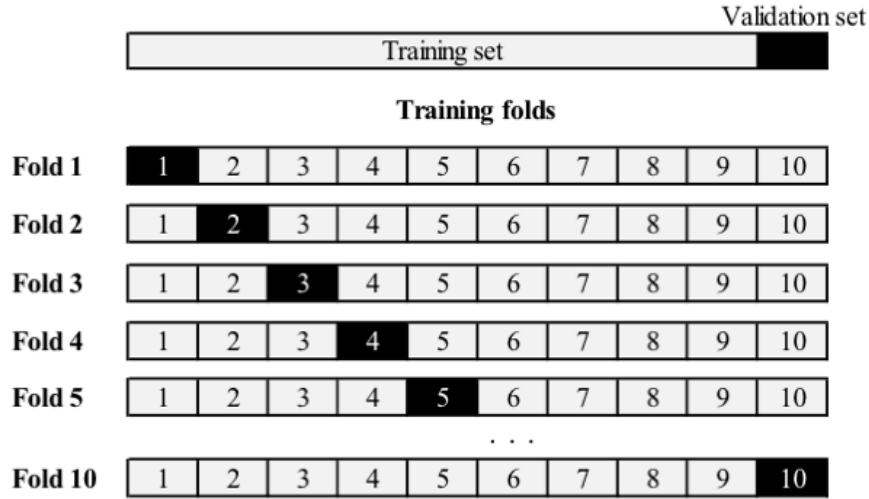 Validation set
Training set
Training folds
Fold 1 1 2 3 4 5 6 7 8 9 10
Fold 2 1 2 3 4 5 6 7 8 9 10
Fold 3 1 2 3 4 5 6 7 8 9 10
Fold 4 1 2 3 4 5 6 7 8 9 10
Fold 5 1 2 3 4 5 6 7 8 9 10
. . .
Fold 10 1 2 3 4 5 6 7 8 9 10